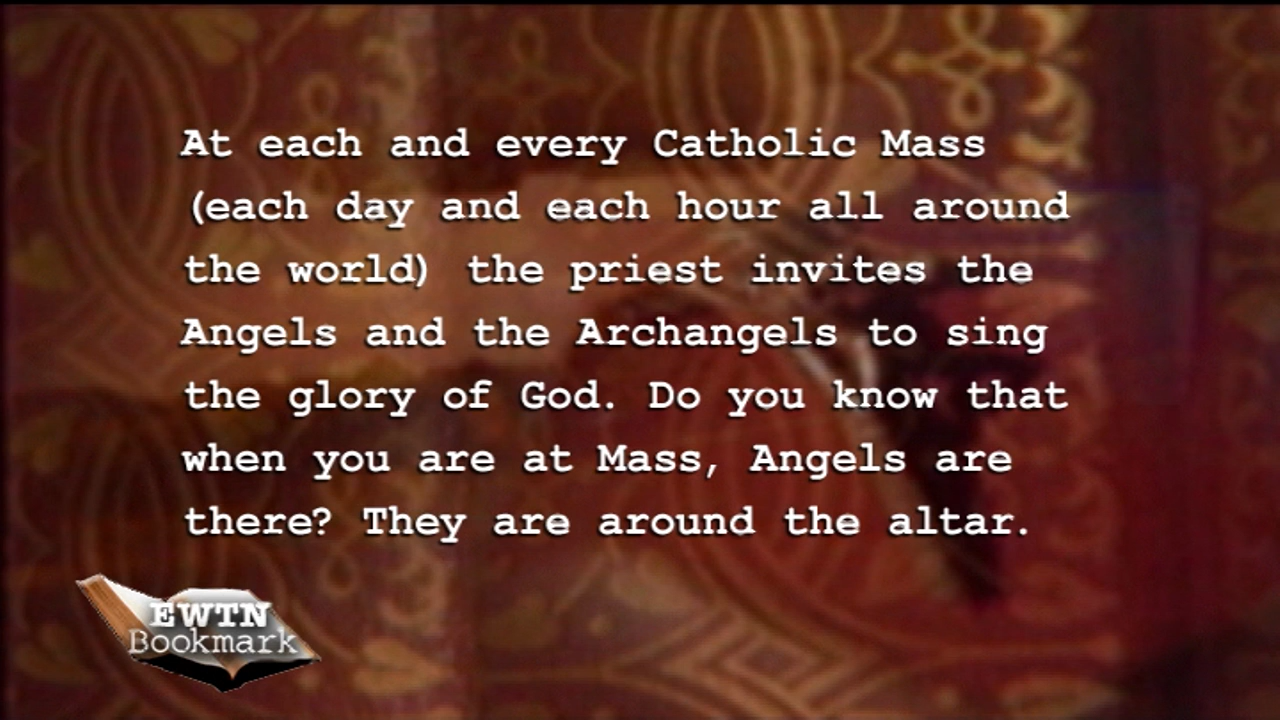 At each and every Catholic Mass
(each day and each hour all around
the world) the priest invites the
Angels and the Archangels to sing
the glory of God. Do you know that
when you are at Mass, Angels are
there? They are around the altar.
EWTN
Bookmark